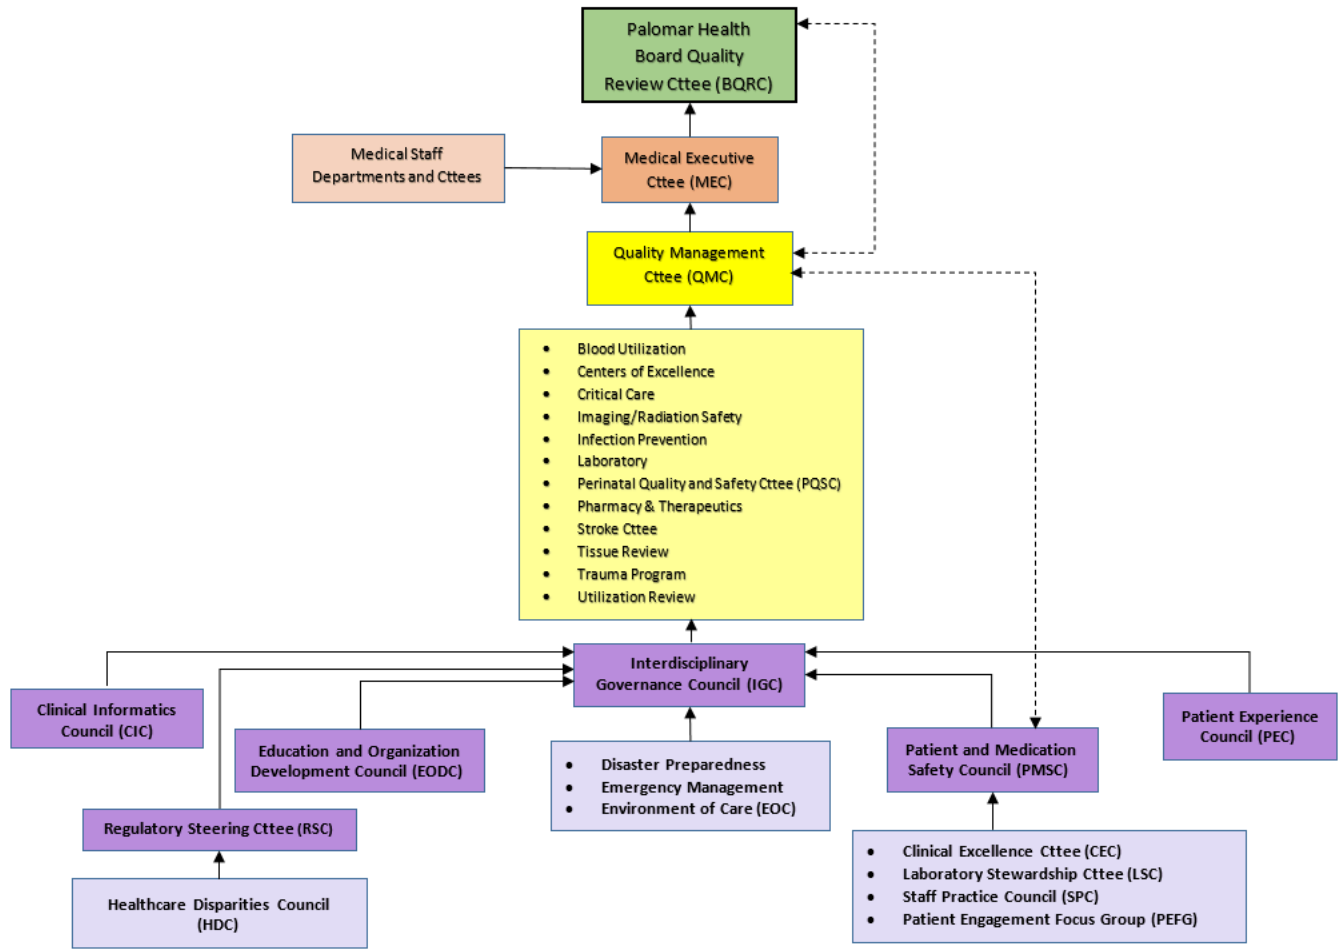 Palomar Health
Board Quality
Review Cttee (BQRC)
Medical Staff
Departments and Cttees
Medical Executive
Cttee (MEC)
Quality Management
Cttee (QMC)
• Blood Utilization
• Centers of Excellence
• Critical Care
• Imaging/Radiation Safety
• Infection Prevention
• Laboratory
• Perinatal Quality and Safety Cttee (PQSC)
• Pharmacy & Therapeutics
• Stroke Cttee
• Tissue Review
• Trauma Program
• Utilization Review
Interdisciplinary
Governance Council (IGC)
Clinical Informatics
Council (CIC)
Education and Organization
Development Council (EODC)
Regulatory Steering Cttee (RSC)
Healthcare Disparities Council
(HDC)
• Disaster Preparedness
• Emergency Management
• Environment of Care (EOC)
Patient and Medication
Safety Council (PMSC)
Patient Experience
Council (PEC)
• Clinical Excellence Cttee (CEC)
• Laboratory Stewardship Cttee (LSC)
• Staff Practice Council (SPC)
• Patient Engagement Focus Group (PEFG)